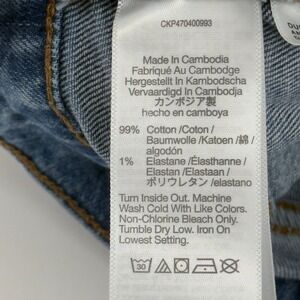 CKP470400993
Made In Cambodia
Fabriqué Au Cambodge
Hergestellt In Kambodscha
Vervaardigd In Cambodja
カンボジア製
hecho en camboya
99% Cotton /Coton /
Baumwolle /Katoen /綿 /
algodón
1% Elastane /Élasthanne /
Elastan /Elastaan /
ポリウレタン /elastano
Turn Inside Out. Machine
Wash Cold With Like Colors.
Non-Chlorine Bleach Only.
Tumble Dry Low. Iron On
Lowest Setting.
30